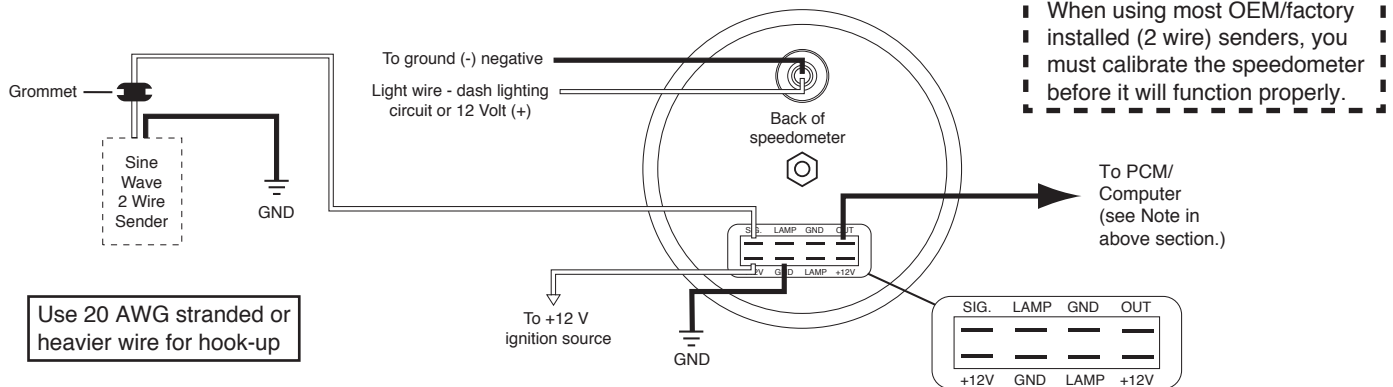 When using most OEM/factory
installed (2 wire) senders, you
must calibrate the speedometer
before it will function properly.
To ground (-) negative
Grommet
Light wire - dash lighting
circuit or 12 Volt (+)
Back of
speedometer
Sine
Wave
2 Wire
Sender
GND
To PCM/
Computer
(see Note in
above section.)
SIG. LAMP GND OUT
GND LAMP +12V
Use 20 AWG stranded or
heavier wire for hook-up
To +12 V
ignition source
GND
SIG. LAMP GND OUT
+12V GND LAMP +12V